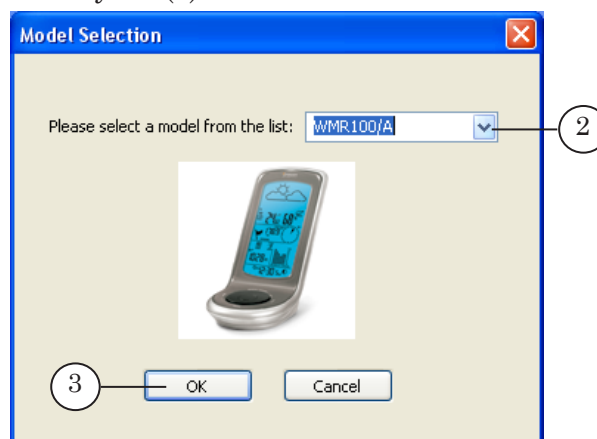 Model Selection
Please select a model from the list: WMR100/A
2
3
OK Cancel